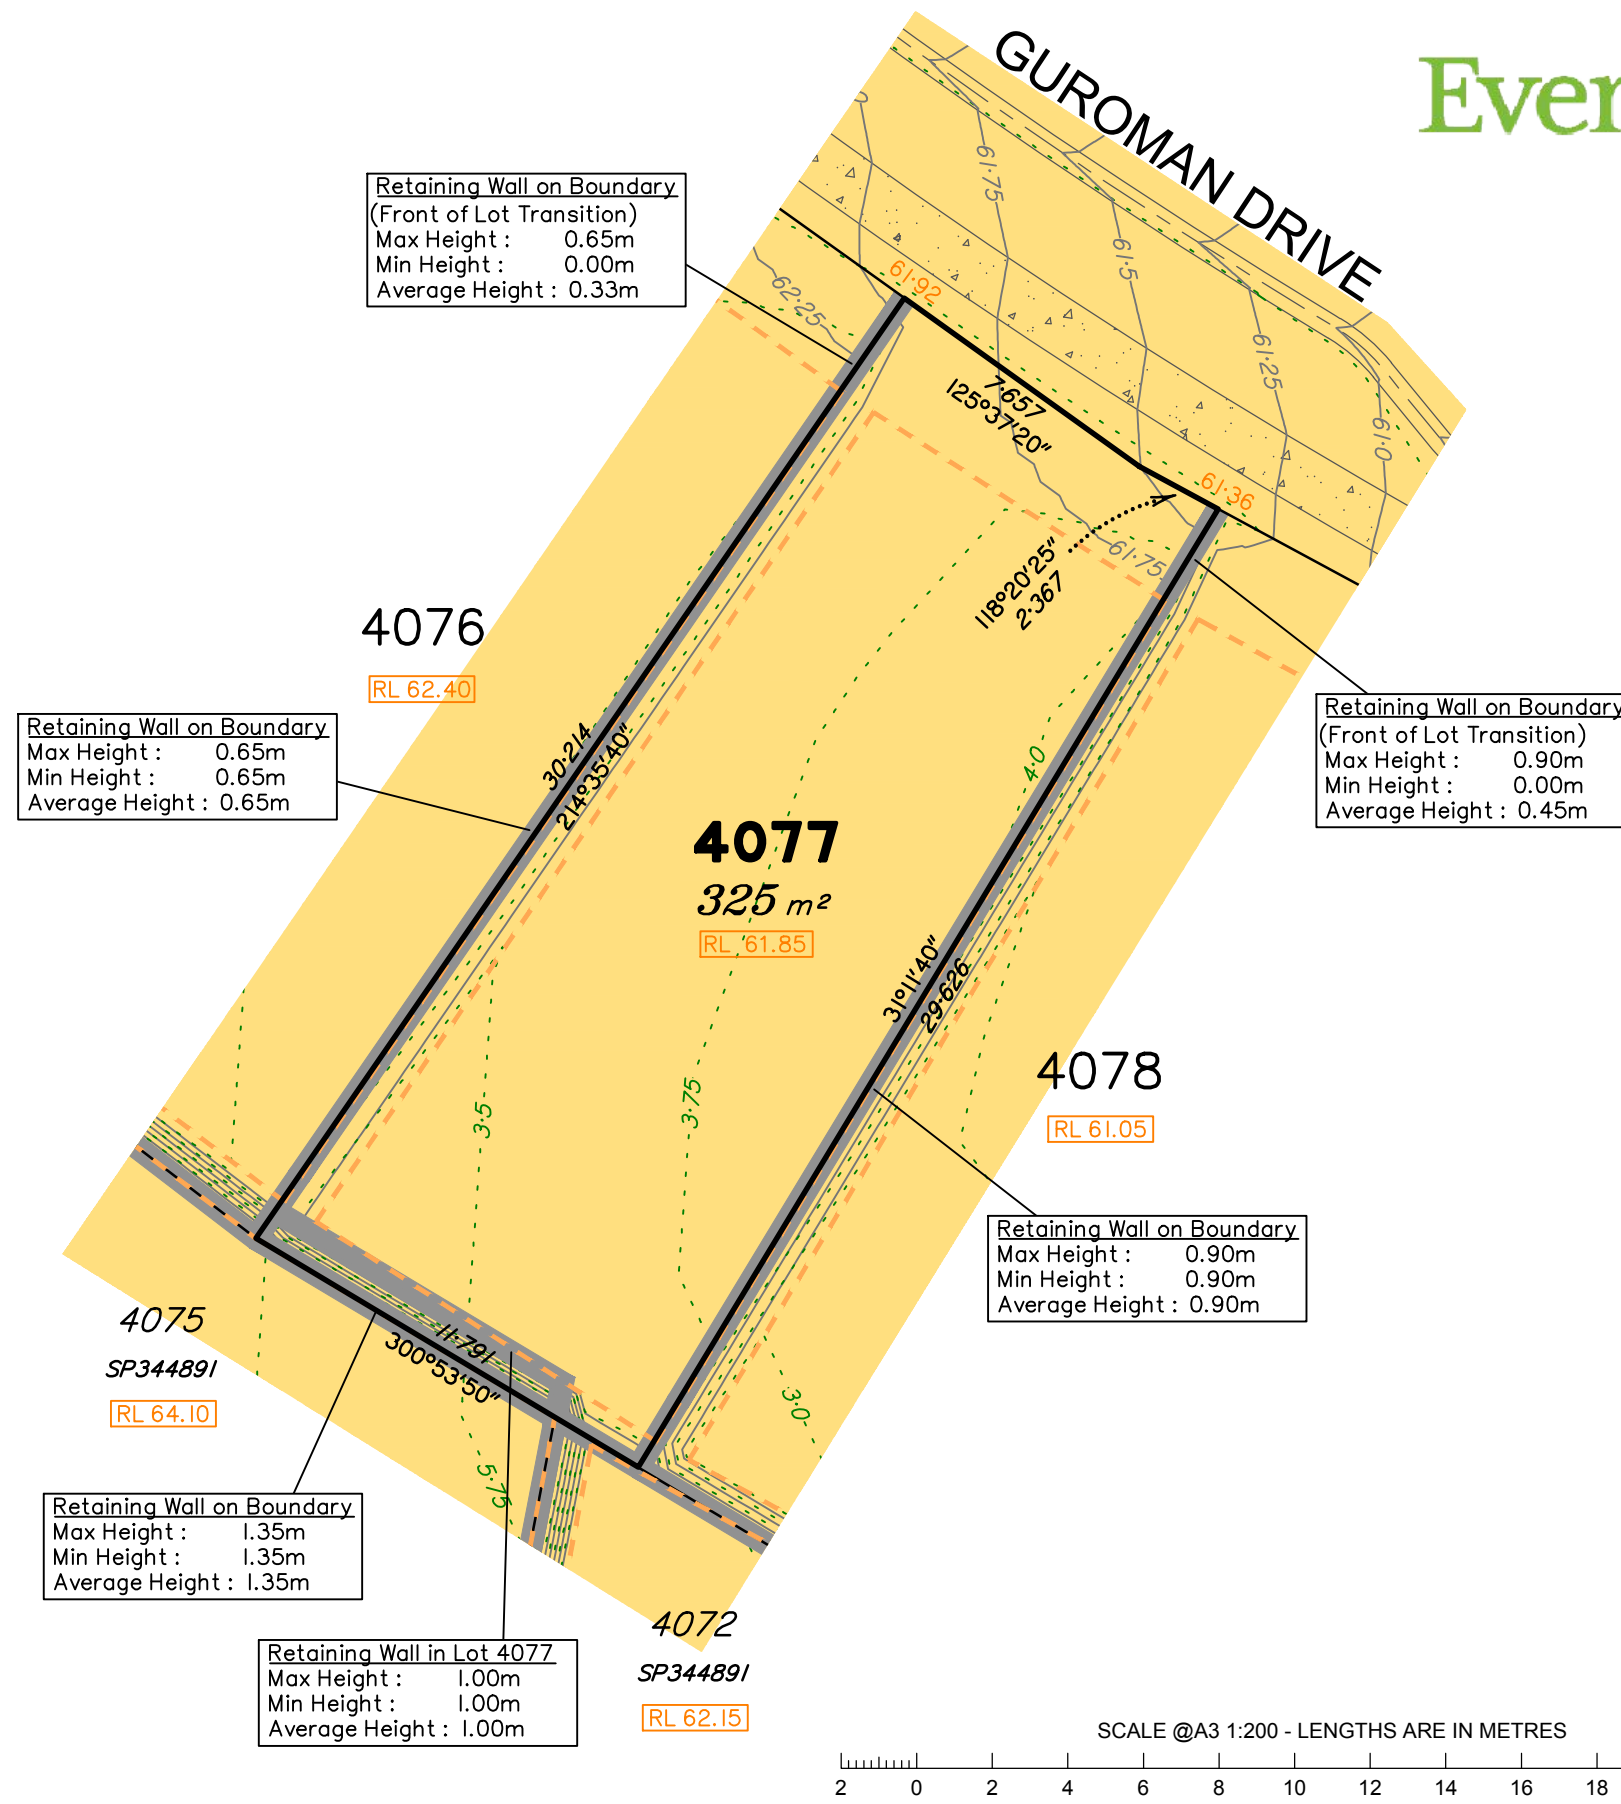 GUROMAN DRIVE
Ever
Retaining Wall on Boundary
(Front of Lot Transition)
Max Height : 0.65m
Min Height : 0.00m
Average Height : 0.33m
61·75
61·5
61·25
61·0
62·25
61·92
7·657
125°37'20"
61·36
61·75
118°20'25"
2·367
4076
RL 62.40
Retaining Wall on Boundary
Max Height : 0.65m
Min Height : 0.65m
Average Height : 0.65m
30·214
214°35'40"
Retaining Wall on Boundary
(Front of Lot Transition)
Max Height : 0.90m
Min Height : 0.00m
Average Height : 0.45m
4·0
4077
325 m²
RL 61.85
31°11'40"
29·626
4078
RL 61.05
3·5
3·75
Retaining Wall on Boundary
Max Height : 0.90m
Min Height : 0.90m
Average Height : 0.90m
4075
SP344891
RL 64.10
11·791
300°53'50"
3·0
5·75
Retaining Wall on Boundary
Max Height : 1.35m
Min Height : 1.35m
Average Height : 1.35m
Retaining Wall in Lot 4077
Max Height : 1.00m
Min Height : 1.00m
Average Height : 1.00m
4072
SP344891
RL 62.15
SCALE @A3 1:200 - LENGTHS ARE IN METRES
2 0 2 4 6 8 10 12 14 16 18